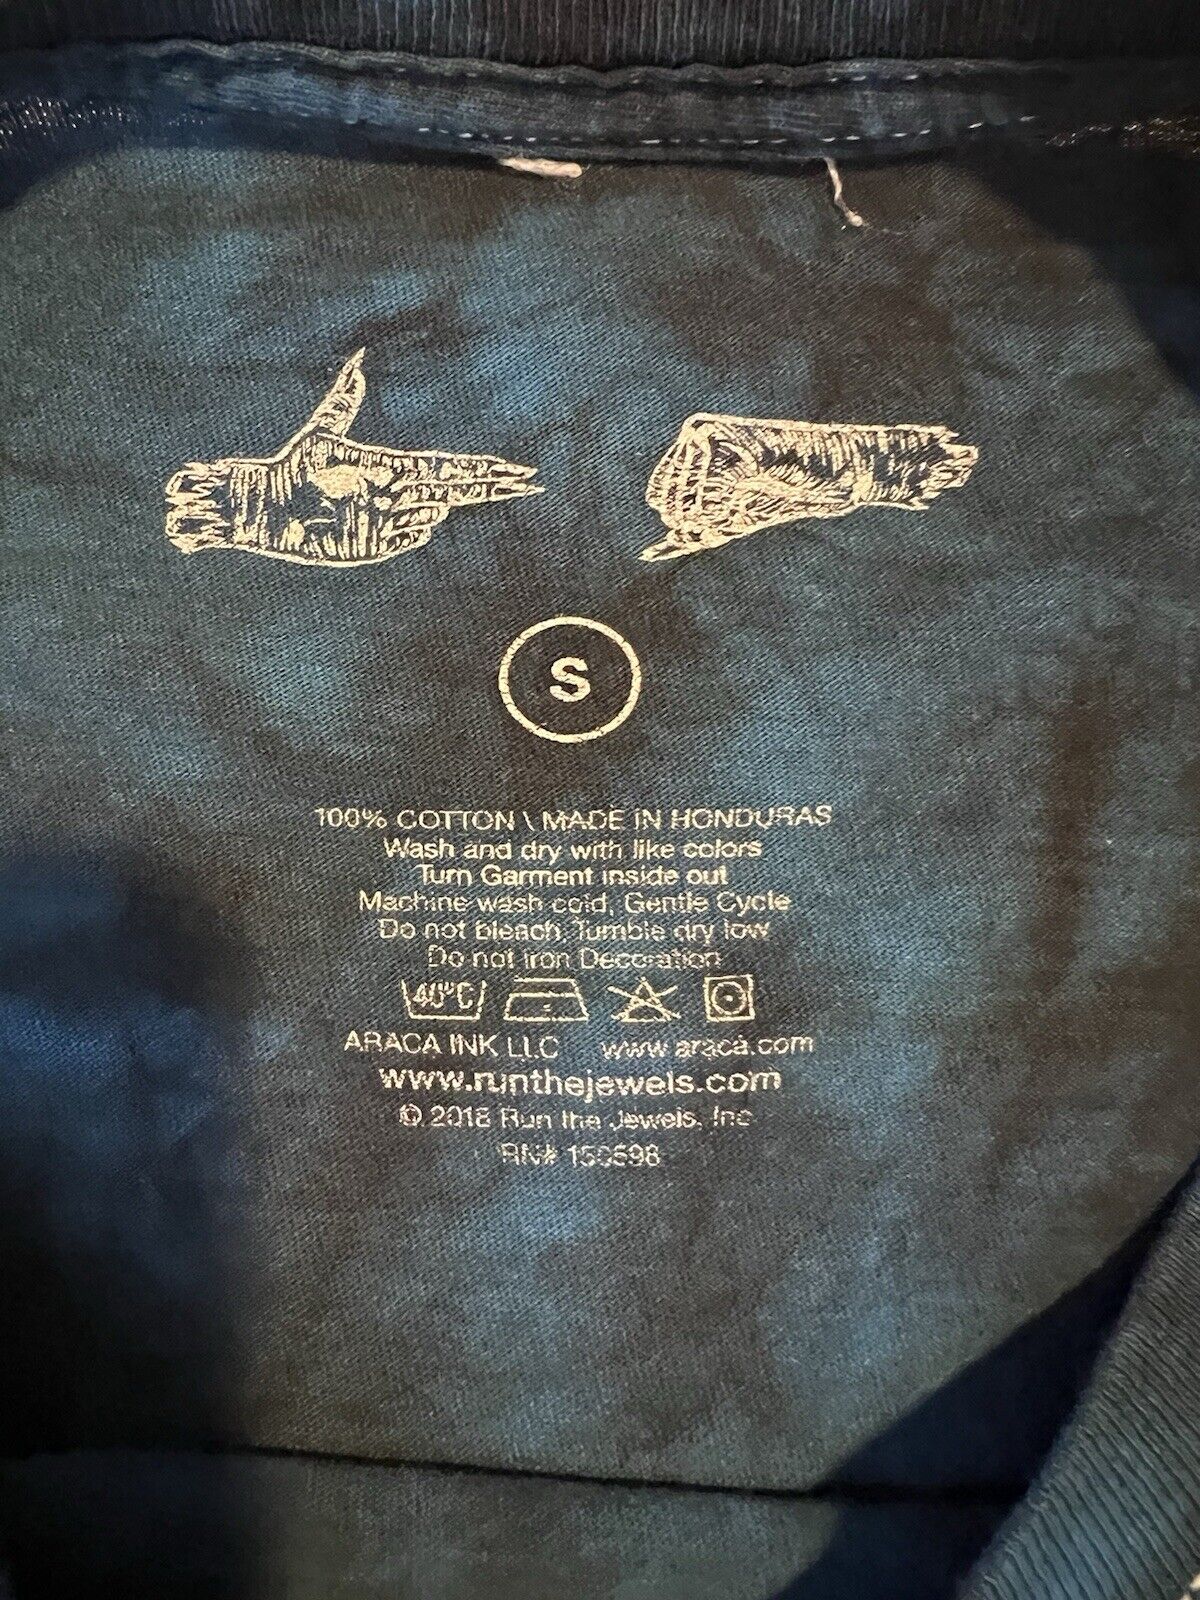 S
100% COTTON \ MADE IN HONDURAS
Wash and dry with like colors
Turn Garment inside out
Machine wash cold, Gentle Cycle
Do not bleach, Tumble dry low
Do not iron Decoration
40°C
ARACA INK LLC www.araca.com
www.runthejewels.com
© 2018 Run the Jewels, Inc
RN#